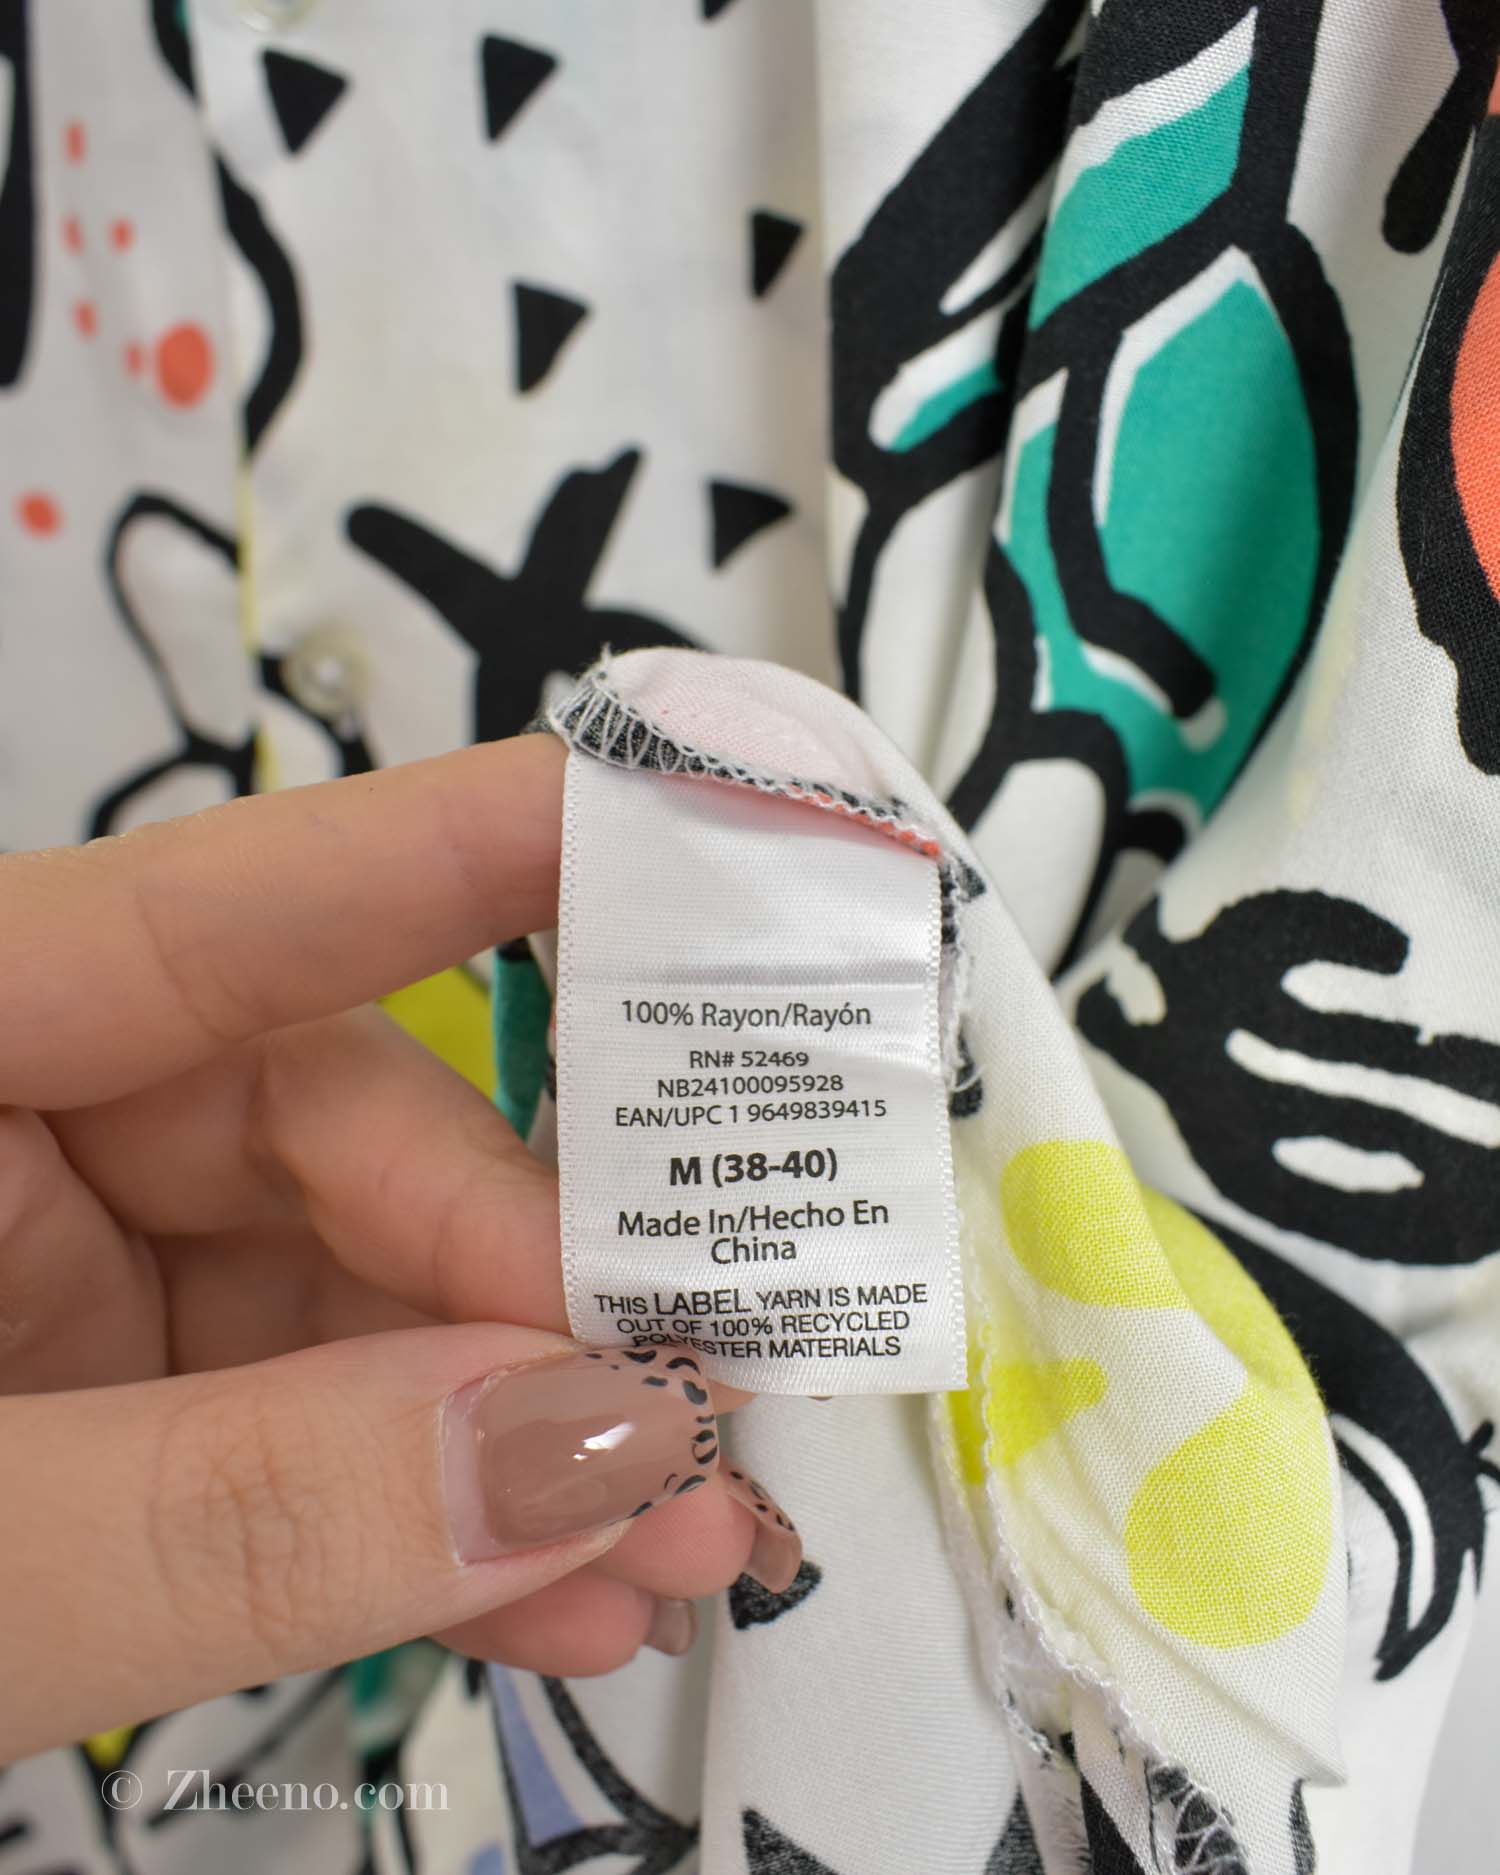 100% Rayon/Rayón
RN# 52469
NB24100095928
EAN/UPC 1 9649839415
M (38-40)
Made In/Hecho En
China
THIS LABEL YARN IS MADE
OUT OF 100% RECYCLED
POLYESTER MATERIALS
© Zheeno.com